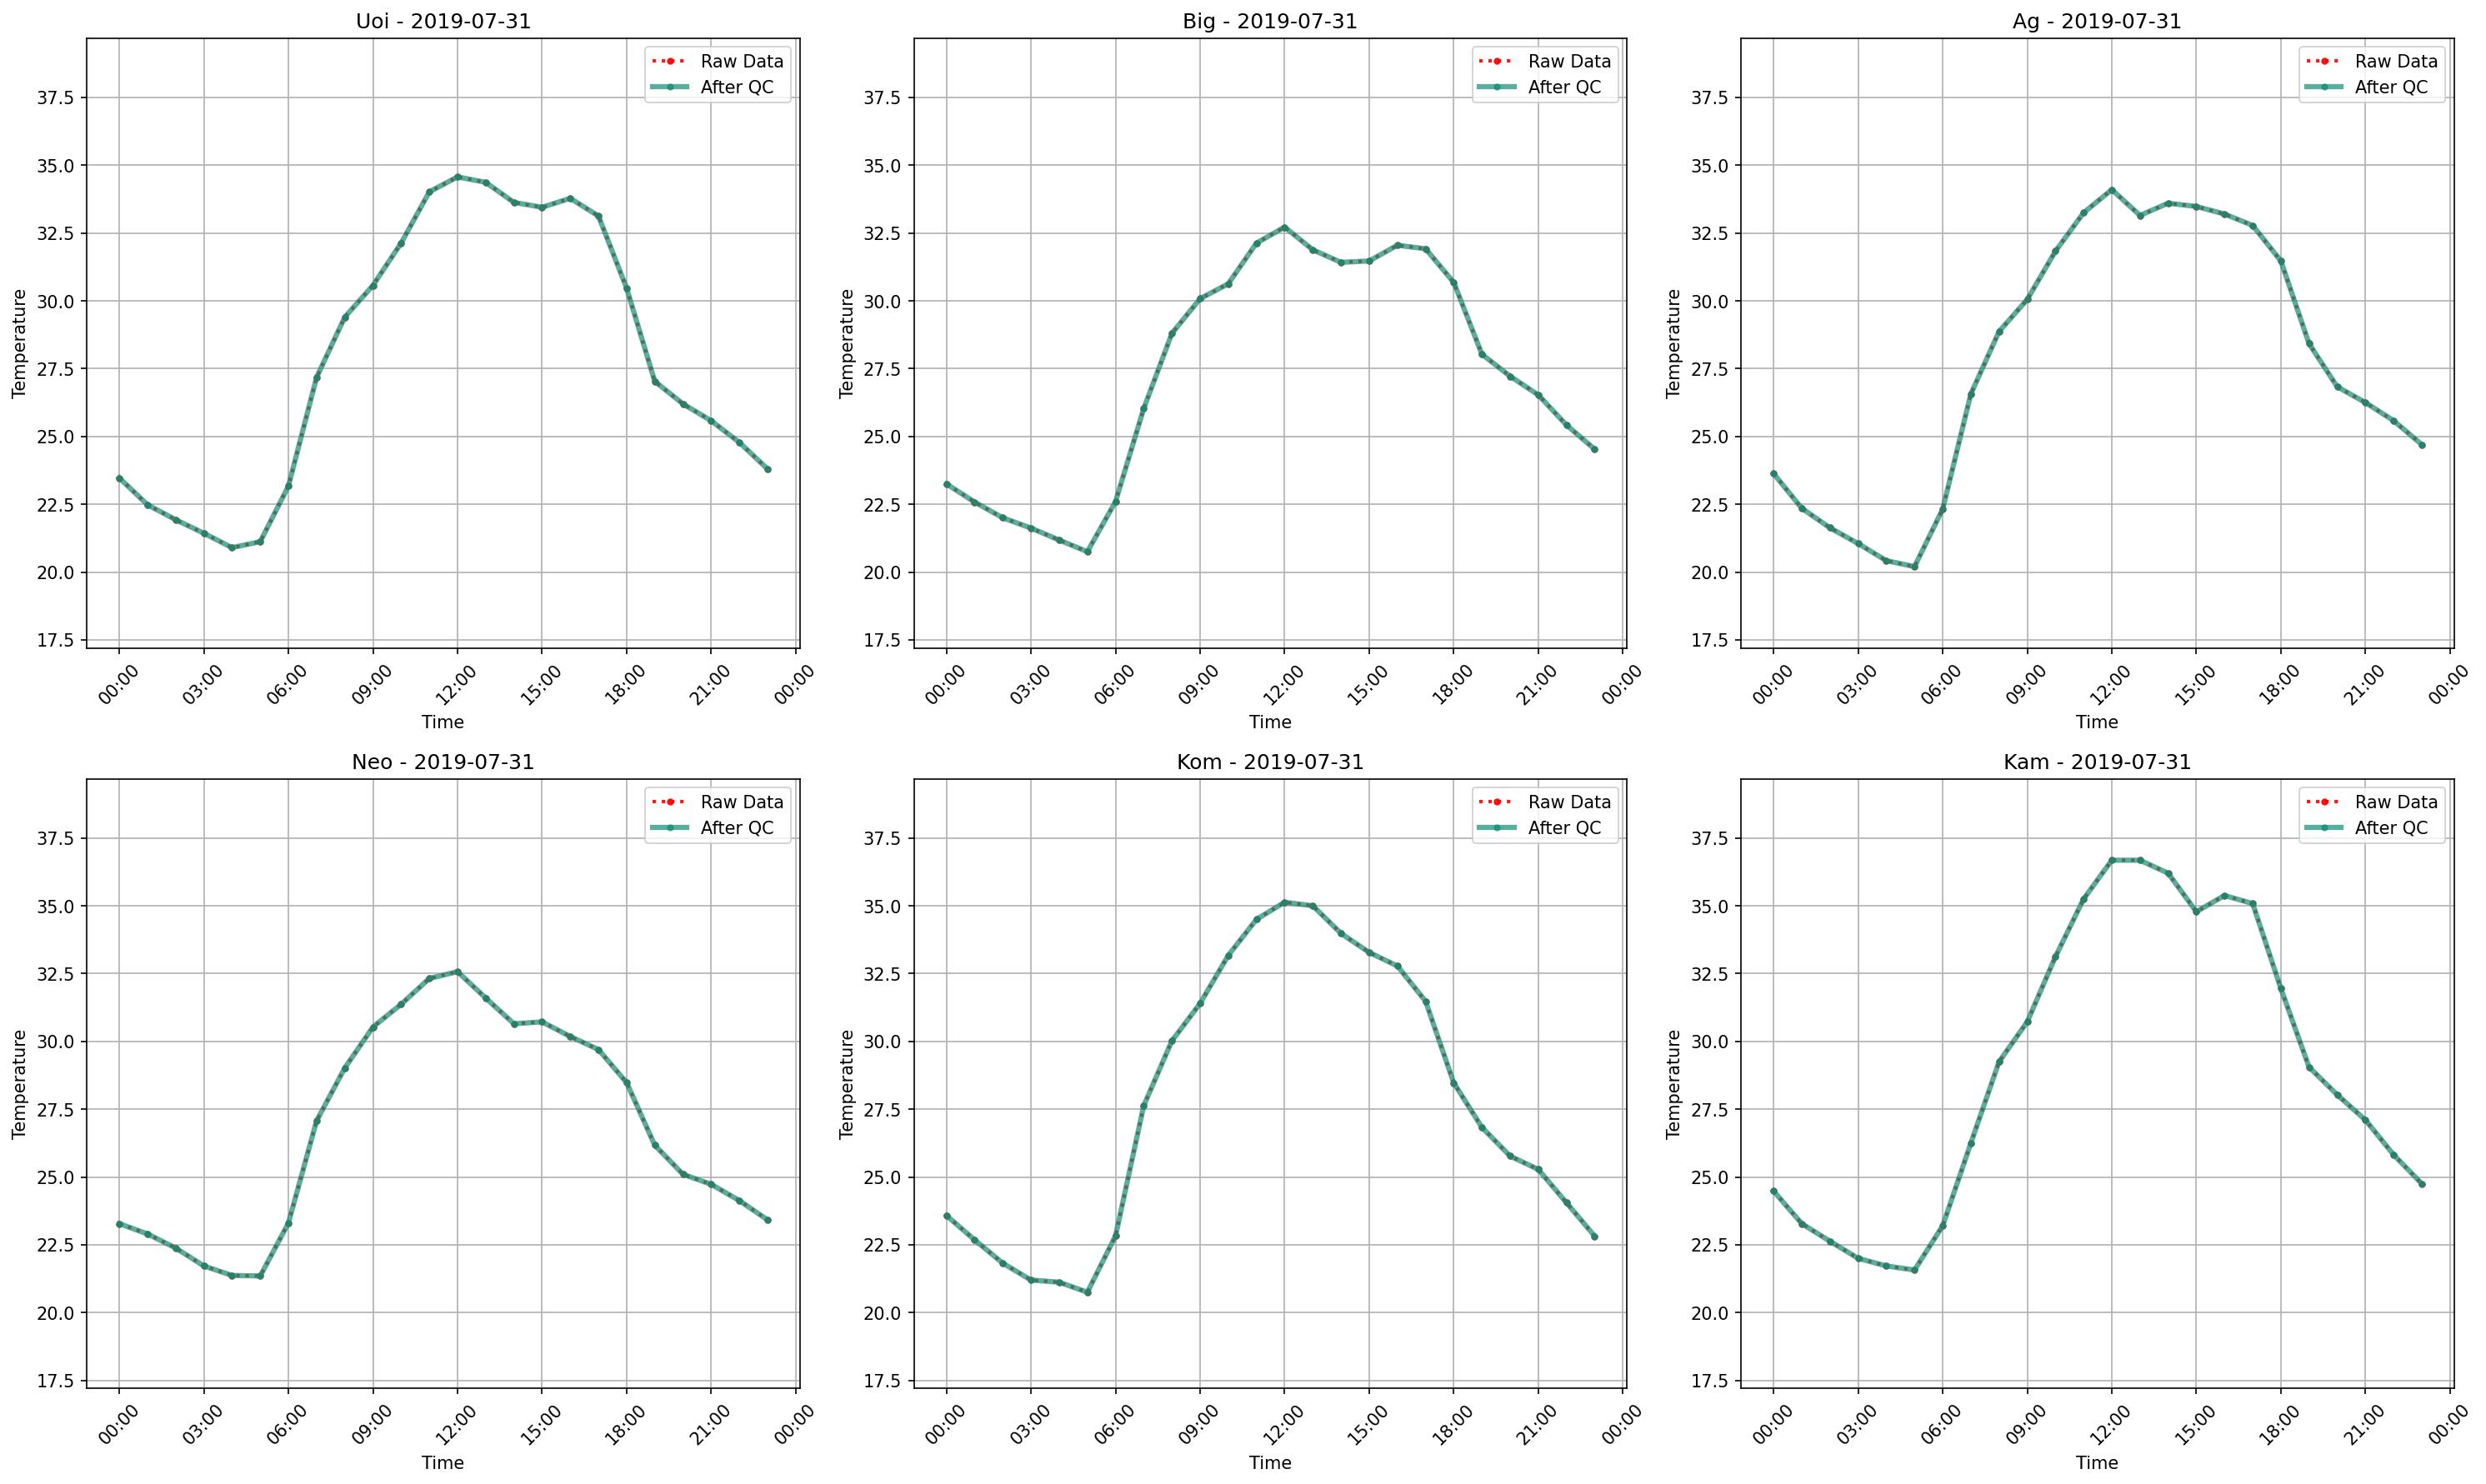 Uoi - 2019-07-31
Raw Data
After QC
Temperature
37.5
35.0
32.5
30.0
27.5
25.0
22.5
20.0
17.5
00:00 03:00 06:00 09:00 12:00 15:00 18:00 21:00 00:00
Time
Big - 2019-07-31
Raw Data
After QC
Temperature
37.5
35.0
32.5
30.0
27.5
25.0
22.5
20.0
17.5
00:00 03:00 06:00 09:00 12:00 15:00 18:00 21:00 00:00
Time
Ag - 2019-07-31
Raw Data
After QC
Temperature
37.5
35.0
32.5
30.0
27.5
25.0
22.5
20.0
17.5
00:00 03:00 06:00 09:00 12:00 15:00 18:00 21:00 00:00
Time
Neo - 2019-07-31
Raw Data
After QC
Temperature
37.5
35.0
32.5
30.0
27.5
25.0
22.5
20.0
17.5
00:00 03:00 06:00 09:00 12:00 15:00 18:00 21:00 00:00
Time
Kom - 2019-07-31
Raw Data
After QC
Temperature
37.5
35.0
32.5
30.0
27.5
25.0
22.5
20.0
17.5
00:00 03:00 06:00 09:00 12:00 15:00 18:00 21:00 00:00
Time
Kam - 2019-07-31
Raw Data
After QC
Temperature
37.5
35.0
32.5
30.0
27.5
25.0
22.5
20.0
17.5
00:00 03:00 06:00 09:00 12:00 15:00 18:00 21:00 00:00
Time